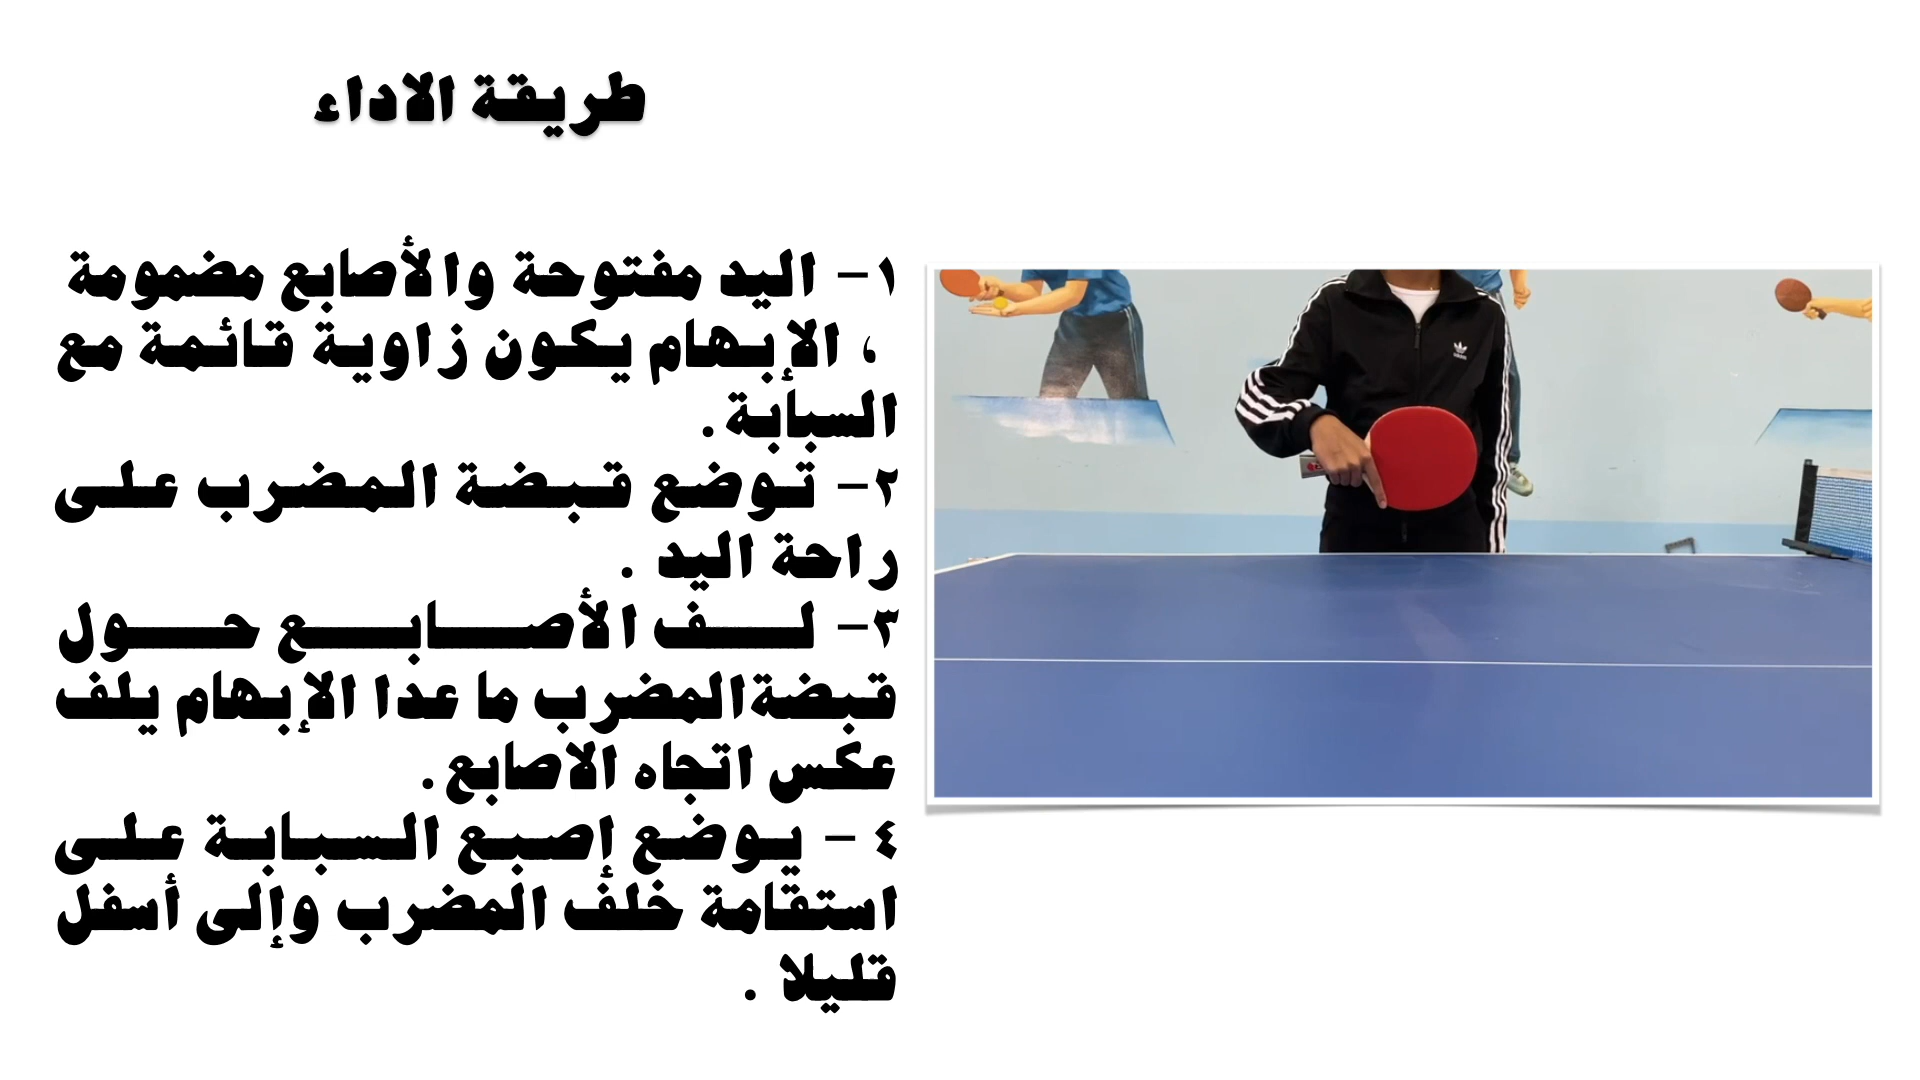 طريقة الاداء
١- اليد مفتوحة والأصابع مضمومة
، الإبهام يكون زاوية قائمة مع
السبابة.
٢- توضع قبضة المضرب على
راحة اليد .
٣- لف الأصابع حول
قبضةالمضرب ما عدا الإبهام يلف
عكس اتجاه الاصابع.
٤ - يوضع إصبع السبابة على
استقامة خلف المضرب وإلى أسفل
قليلا .